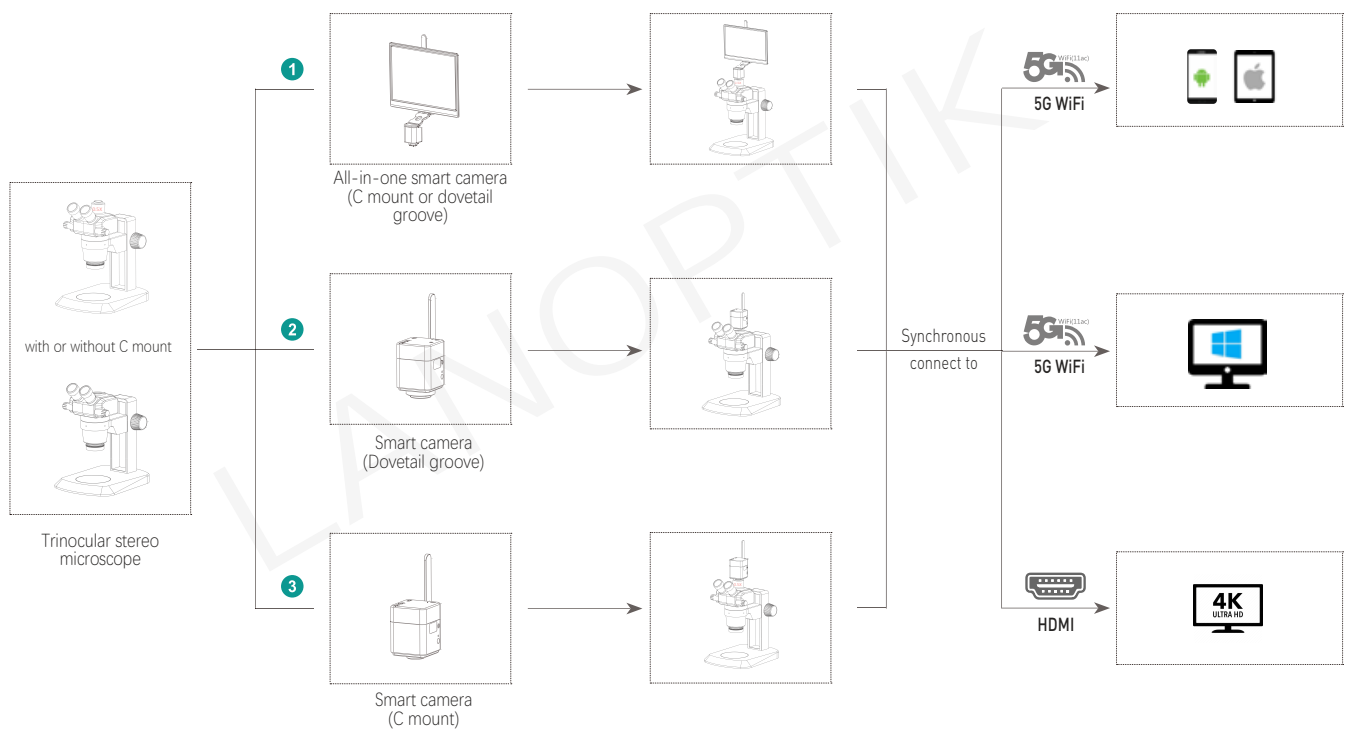 1
All-in-one smart camera
(C mount or dovetail
groove)
5G WiFi(11ac)
5G WiFi
with or without C mount
Trinocular stereo
microscope
2
Smart camera
(Dovetail groove)
Synchronous
connect to
5G WiFi(11ac)
5G WiFi
3
Smart camera
(C mount)
HDMI
4K
ULTRA HD
LANOPTIK